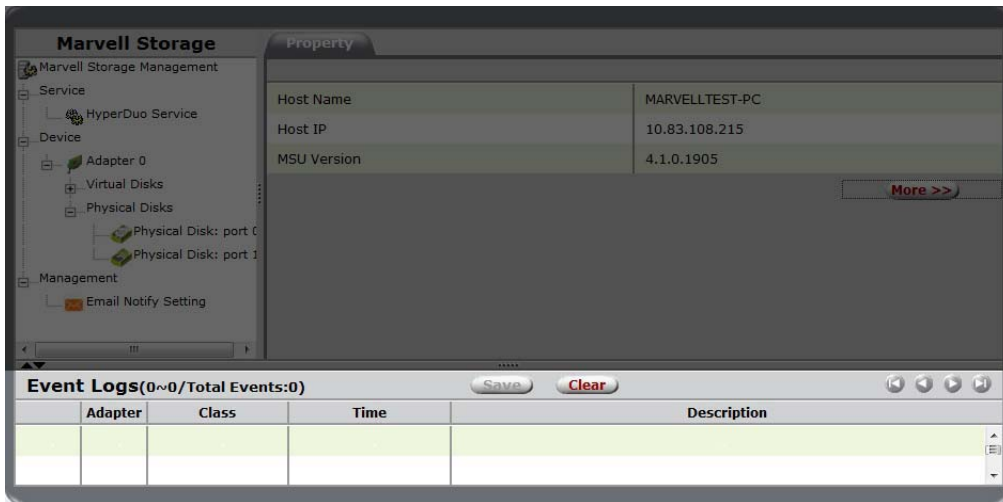 Marvell Storage
Marvell Storage Management
Service
HyperDuo Service
Device
Adapter 0
Virtual Disks
Physical Disks
Physical Disk: port 0
Physical Disk: port 1
Management
Email Notify Setting
Property
Host Name MARVELLTEST-PC
Host IP 10.83.108.215
MSU Version 4.1.0.1905
More >>
Event Logs(0~0/Total Events:0) Save Clear
Adapter Class Time Description